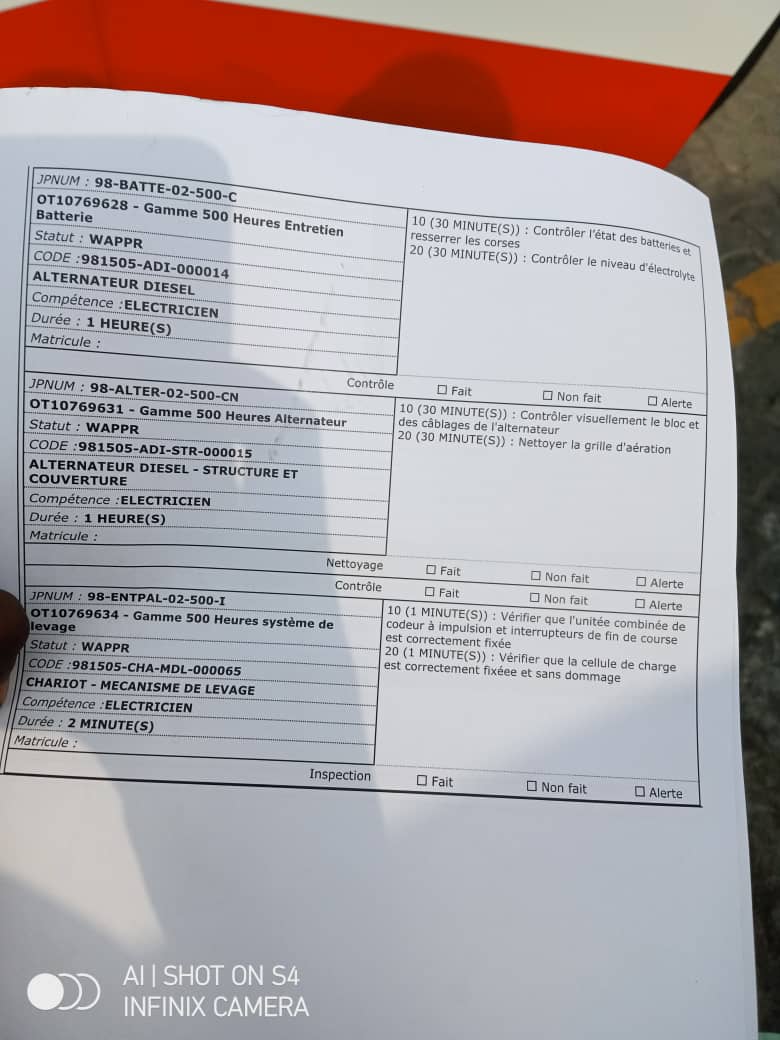 JPNUM : 98-BATTE-02-500-C
OT10769628 - Gamme 500 Heures Entretien
Batterie
Statut : WAPPR
CODE :981505-ADI-000014
ALTERNATEUR DIESEL
Compétence :ELECTRICIEN
Durée : 1 HEURE(S)
Matricule :
10 (30 MINUTE(S)) : Contrôler l'état des batteries et
resserrer les corses
20 (30 MINUTE(S)) : Contrôler le niveau d'électrolyte
Contrôle ☐ Fait ☐ Non fait ☐ Alerte
JPNUM : 98-ALTER-02-500-CN
OT10769631 - Gamme 500 Heures Alternateur
Statut : WAPPR
CODE :981505-ADI-STR-000015
ALTERNATEUR DIESEL - STRUCTURE ET
COUVERTURE
Compétence :ELECTRICIEN
Durée : 1 HEURE(S)
Matricule :
10 (30 MINUTE(S)) : Contrôler visuellement le bloc et
des câblages de l'alternateur
20 (30 MINUTE(S)) : Nettoyer la grille d'aération
Nettoyage ☐ Fait ☐ Non fait ☐ Alerte
Contrôle ☐ Fait ☐ Non fait ☐ Alerte
JPNUM : 98-ENTPAL-02-500-I
OT10769634 - Gamme 500 Heures système de
levage
Statut : WAPPR
CODE :981505-CHA-MDL-000065
CHARIOT - MECANISME DE LEVAGE
Compétence :ELECTRICIEN
Durée : 2 MINUTE(S)
Matricule :
10 (1 MINUTE(S)) : Vérifier que l'unitée combinée de
codeur à impulsion et interrupteurs de fin de course
est correctement fixée
20 (1 MINUTE(S)) : Vérifier que la cellule de charge
est correctement fixéee et sans dommage
Inspection ☐ Fait ☐ Non fait ☐ Alerte
AI | SHOT ON S4
INFINIX CAMERA